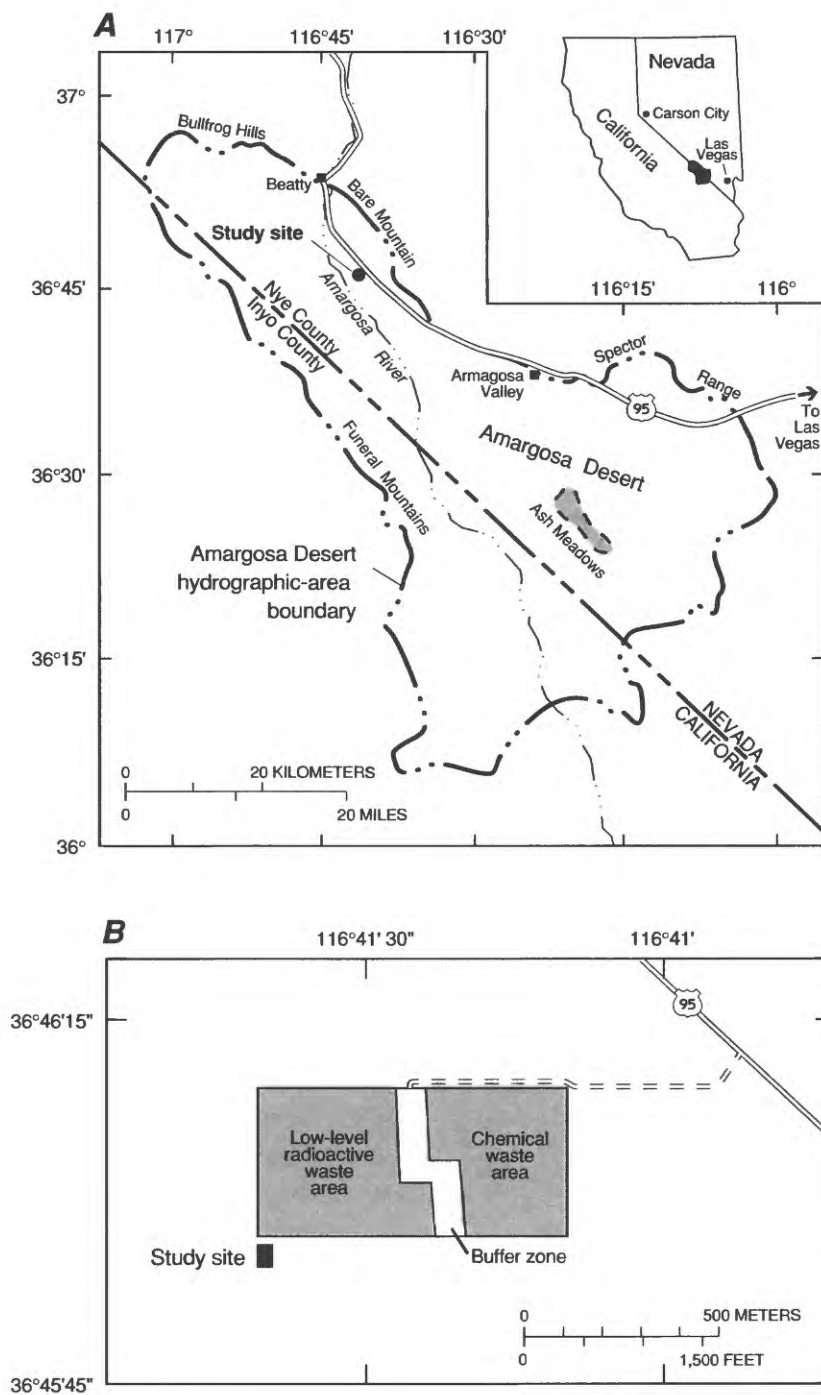 A
117°
116°45'
116°30'
37°
36°45'
36°30'
36°15'
36°
Nevada
Carson City
California
Las
Vegas
116°15'
116°
Bullfrog Hills
Beatty
Bare Mountain
Study site
Amargosa
River
Nye County
Inyo County
Spector
Range
Armagosa
Valley
95
To
Las
Vegas
Amargosa Desert
Funeral Mountains
Ash Meadows
Amargosa Desert
hydrographic-area
boundary
NEVADA
CALIFORNIA
0 20 KILOMETERS
0 20 MILES
B
116°41'30"
116°41'
36°46'15"
95
Low-level
radioactive
waste
area
Chemical
waste
area
Study site
Buffer zone
0 500 METERS
0 1,500 FEET
36°45'45"